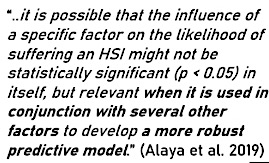 "..it is possible that the influence of
a specific factor on the likelihood of
suffering an HSI might not be
statistically significant (p < 0.05) in
itself, but relevant when it is used in
conjunction with several other
factors to develop a more robust
predictive model." (Alaya et al. 2019)